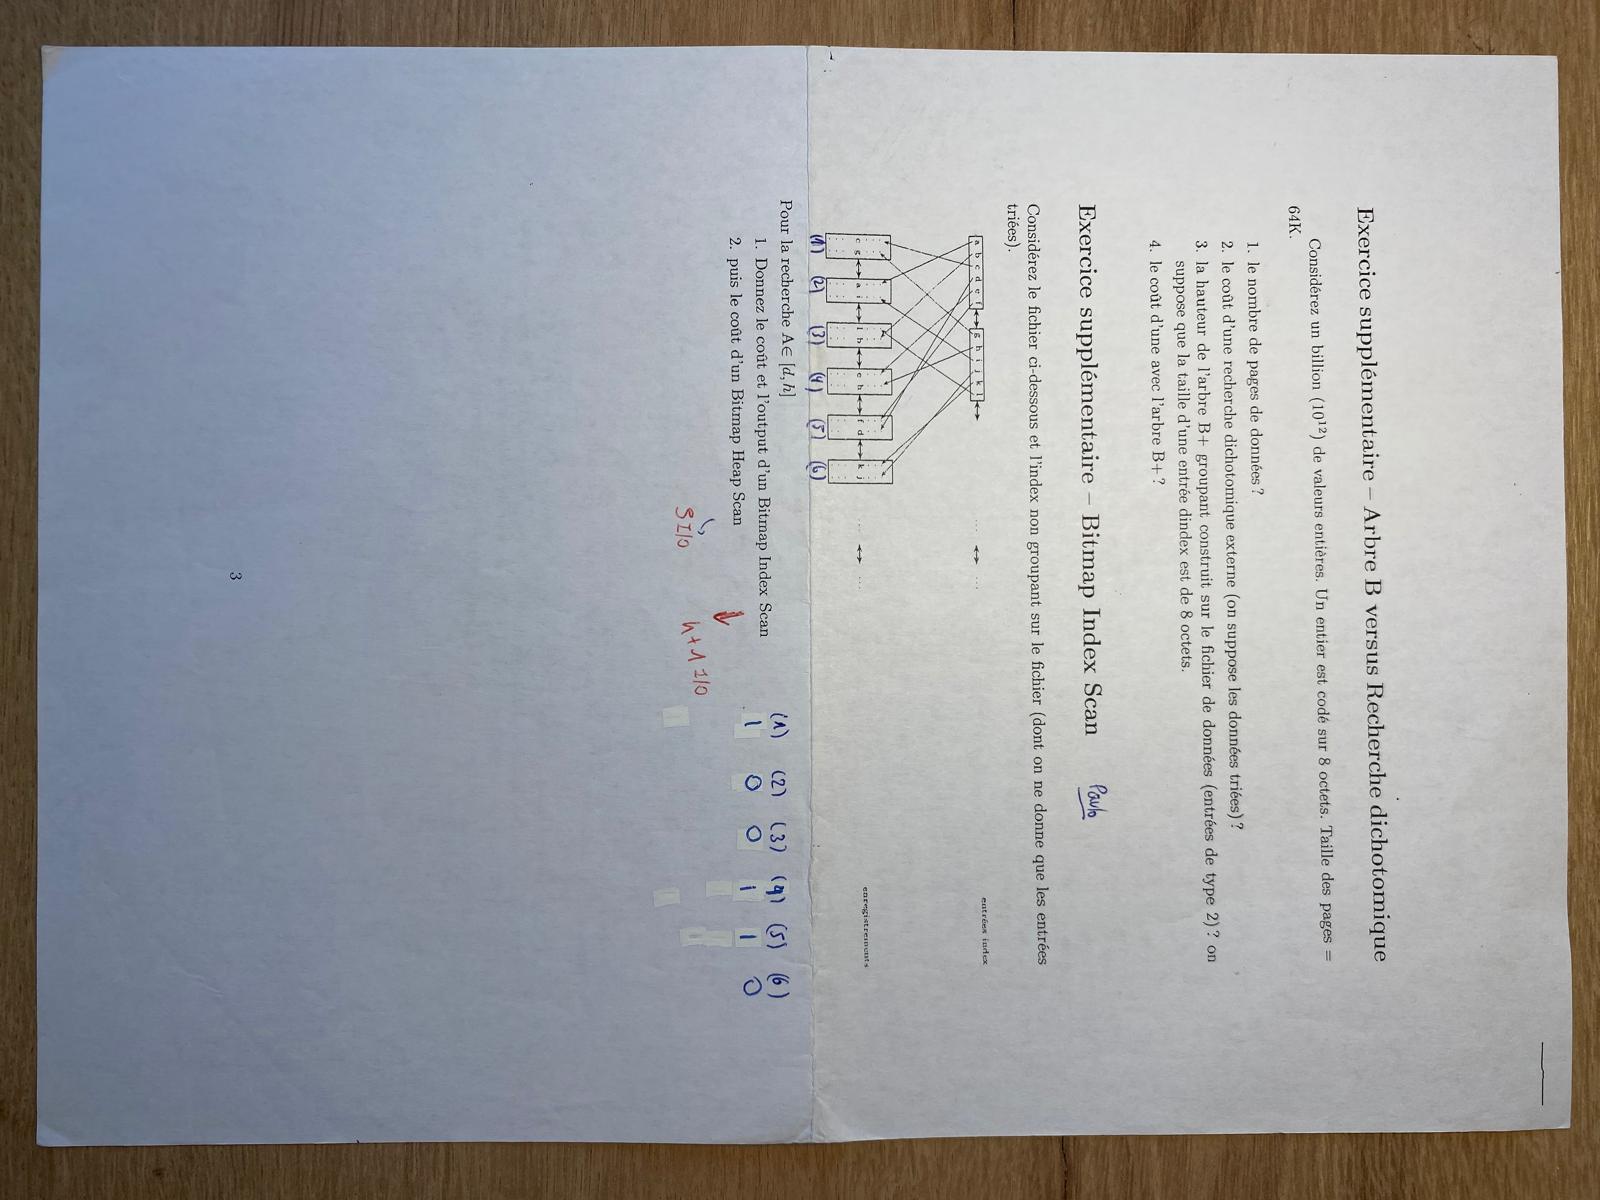 Exercice supplémentaire – Arbre B versus Recherche dichotomique
Considérez un billion (10¹²) de valeurs entières. Un entier est codé sur 8 octets. Taille des pages =
64K.
1. le nombre de pages de données ?
2. le coût d'une recherche dichotomique externe (on suppose les données triées) ?
3. la hauteur de l'arbre B+ groupant construit sur le fichier de données (entrées de type 2) ? on
suppose que la taille d'une entrée dindex est de 8 octets.
4. le coût d'une avec l'arbre B+ ?
Exercice supplémentaire – Bitmap Index Scan Paulo
Considérez le fichier ci-dessous et l'index non groupant sur le fichier (dont on ne donne que les entrées
triées).
a b c d e f g h i j k l ... ... entrées index
c g a i l b e h f d k j ... ... enregistrements
(1) (2) (3) (4) (5) (6)
Pour la recherche A∈ [d, h]
1. Donnez le coût et l'output d'un Bitmap Index Scan
2. puis le coût d'un Bitmap Heap Scan
(1) (2) (3) (4) (5) (6)
1 0 0 1 1 0
3 I/O
h+1 I/O
3